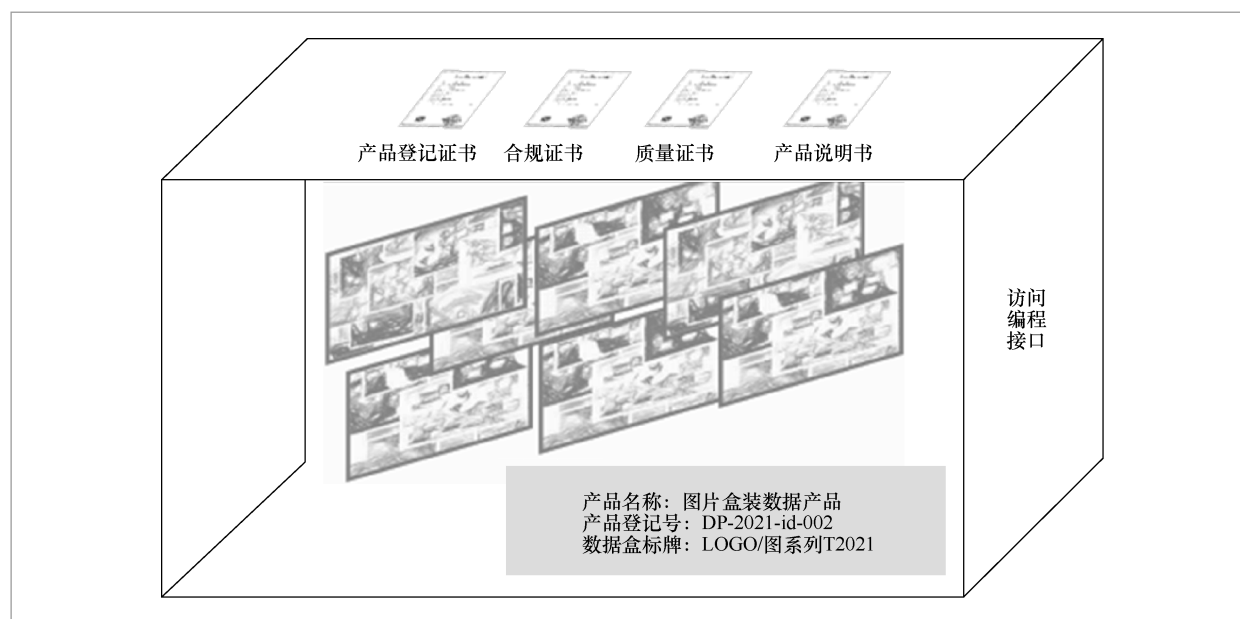 产品登记证书 合规证书 质量证书 产品说明书
访问
编程
接口
产品名称：图片盒装数据产品
产品登记号：DP-2021-id-002
数据盒标牌：LOGO/图系列T2021